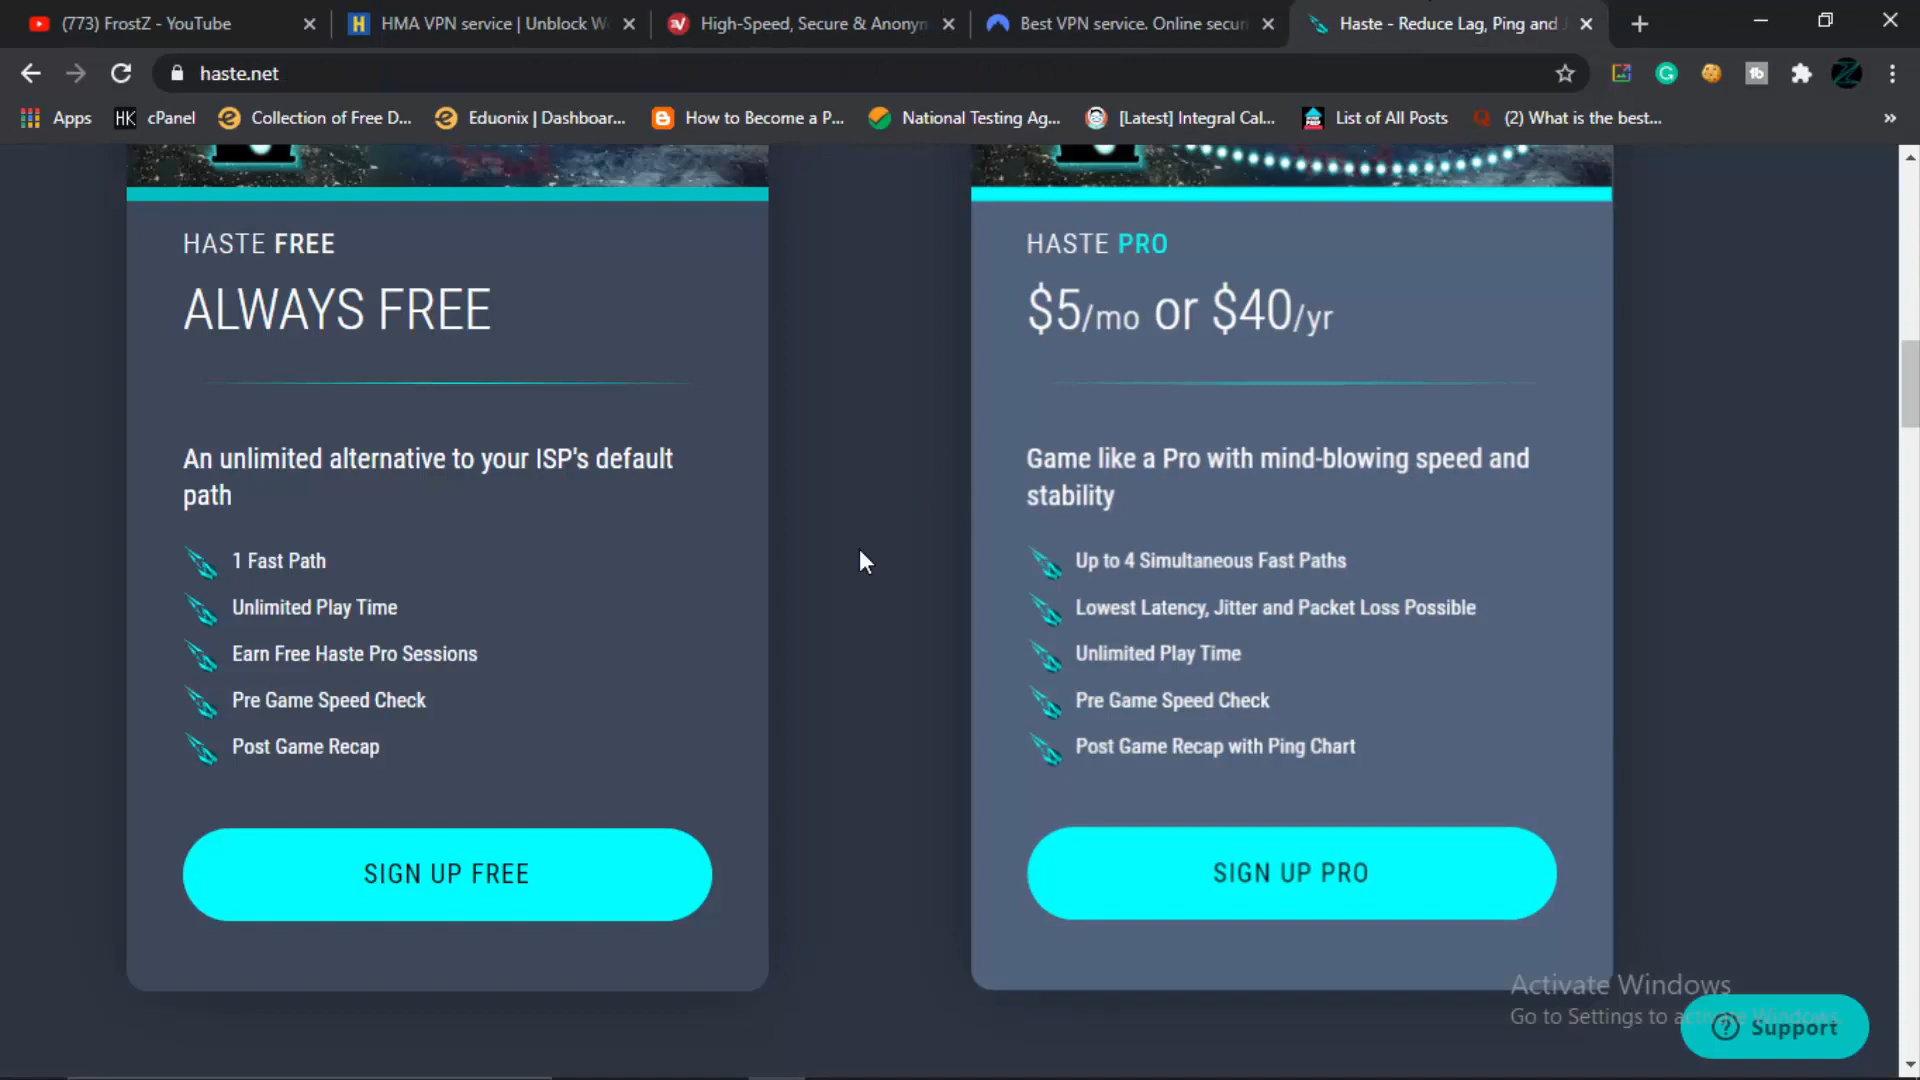 (773) FrostZ - YouTube
HMA VPN service | Unblock W
High-Speed, Secure & Anonyn
Best VPN service. Online secur
Haste - Reduce Lag, Ping and
haste.net
Apps
HK cPanel
Collection of Free D...
Eduonix | Dashboar...
How to Become a P...
National Testing Ag...
[Latest] Integral Cal...
List of All Posts
(2) What is the best...
HASTE FREE
ALWAYS FREE
An unlimited alternative to your ISP's default
path
1 Fast Path
Unlimited Play Time
Earn Free Haste Pro Sessions
Pre Game Speed Check
Post Game Recap
SIGN UP FREE
HASTE PRO
$5/mo or $40/yr
Game like a Pro with mind-blowing speed and
stability
Up to 4 Simultaneous Fast Paths
Lowest Latency, Jitter and Packet Loss Possible
Unlimited Play Time
Pre Game Speed Check
Post Game Recap with Ping Chart
SIGN UP PRO
Activate Windows
Go to Settings to activate Windows.
Support